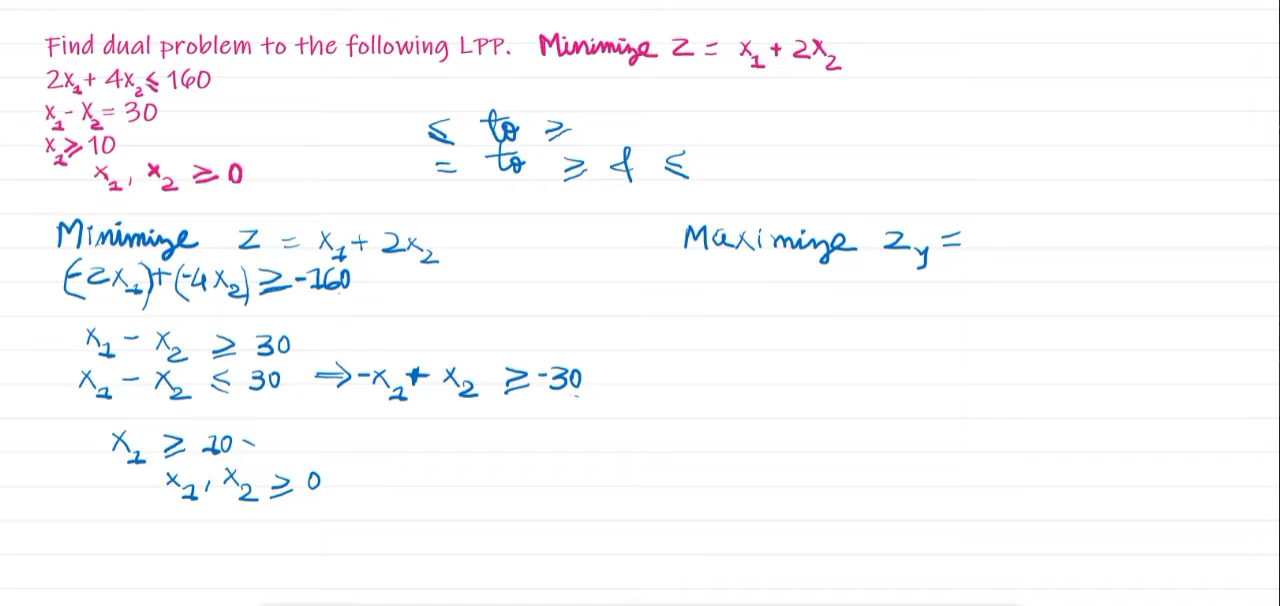 Find dual problem to the following LPP. Minimize Z = x₁ + 2x₂
2x₁ + 4x₂ ≤ 160
x₁ - x₂ = 30
x₁ ≥ 10
x₁, x₂ ≥ 0
≤ to ≥
= to ≥ & ≤
Minimize Z = x₁ + 2x₂
(-2x₁) + (-4x₂) ≥ -160
x₁ - x₂ ≥ 30
x₁ - x₂ ≤ 30 ⇒ -x₁ + x₂ ≥ -30
x₁ ≥ 10
x₁, x₂ ≥ 0
Maximize Zy =